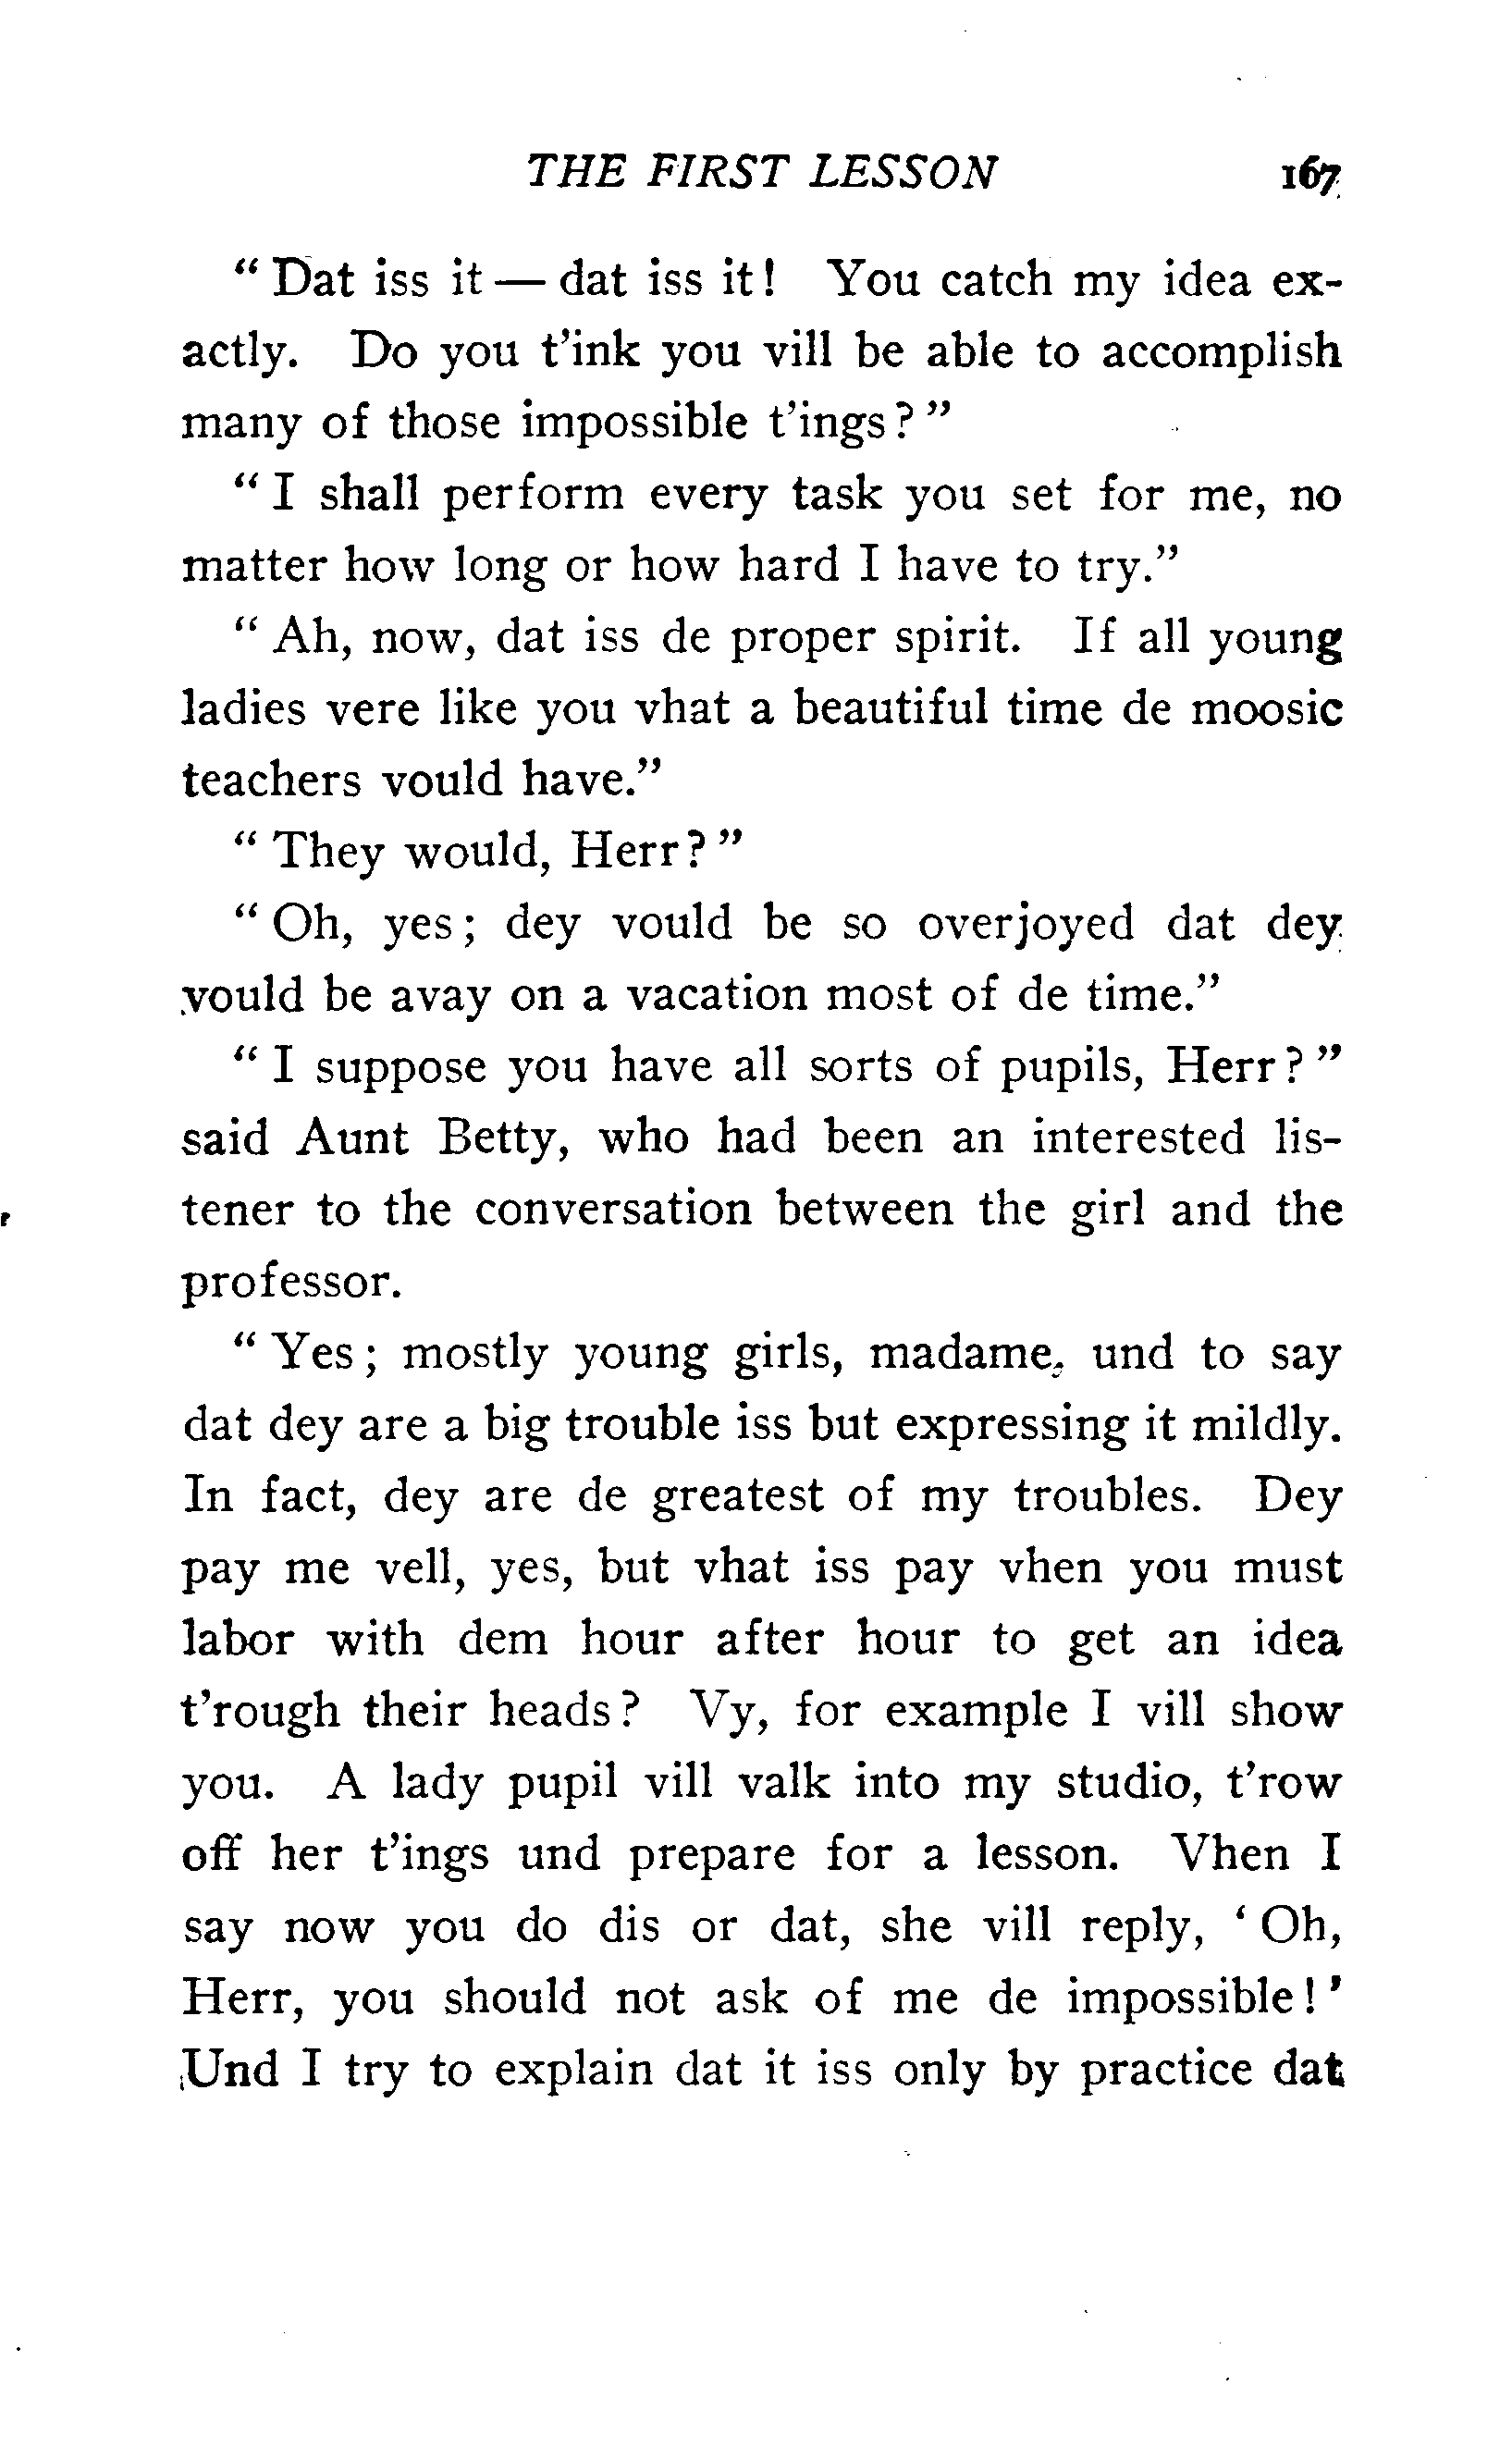 THE FIRST LESSON 167
" Dat iss it — dat iss it! You catch my idea ex-
actly. Do you t'ink you vill be able to accomplish
many of those impossible t'ings? "
" I shall perform every task you set for me, no
matter how long or how hard I have to try."
" Ah, now, dat iss de proper spirit. If all young
ladies vere like you vhat a beautiful time de moosic
teachers vould have."
" They would, Herr? "
" Oh, yes; dey vould be so overjoyed dat dey
vould be avay on a vacation most of de time."
" I suppose you have all sorts of pupils, Herr? "
said Aunt Betty, who had been an interested lis-
tener to the conversation between the girl and the
professor.
" Yes; mostly young girls, madame, und to say
dat dey are a big trouble iss but expressing it mildly.
In fact, dey are de greatest of my troubles. Dey
pay me vell, yes, but vhat iss pay vhen you must
labor with dem hour after hour to get an idea
t'rough their heads? Vy, for example I vill show
you. A lady pupil vill valk into my studio, t'row
off her t'ings und prepare for a lesson. Vhen I
say now you do dis or dat, she vill reply, ' Oh,
Herr, you should not ask of me de impossible! '
Und I try to explain dat it iss only by practice dat